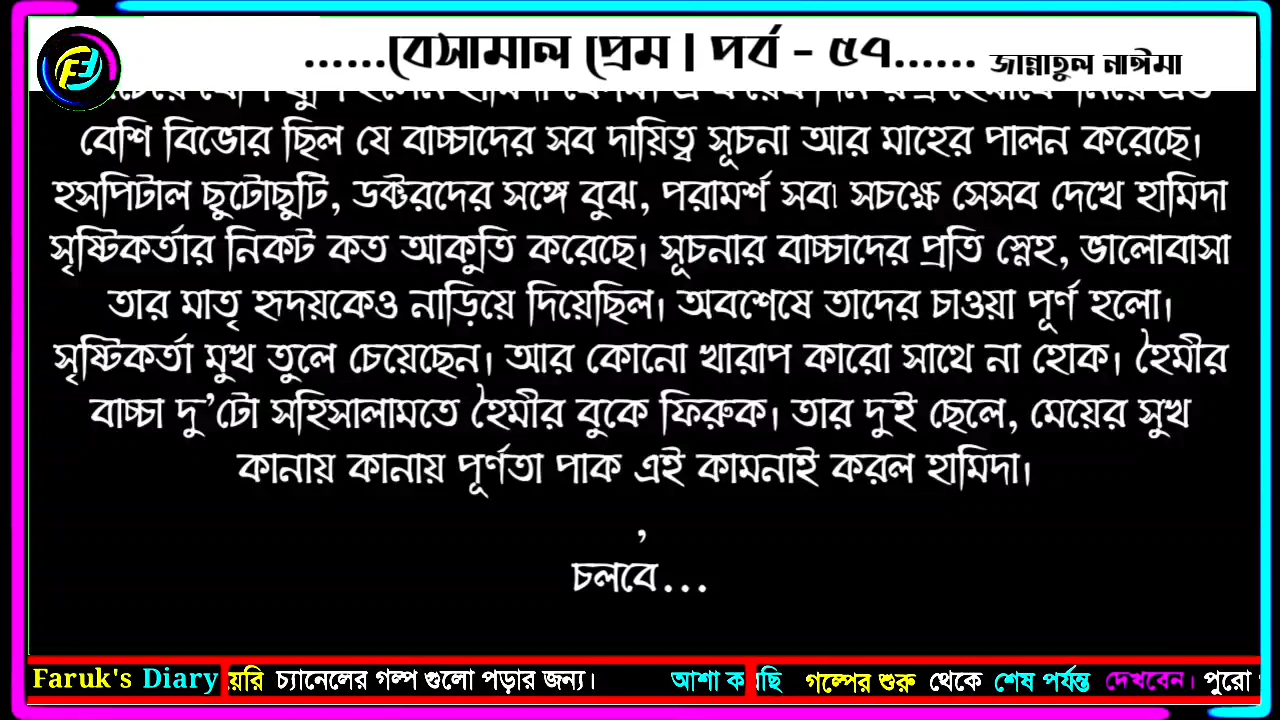 ......বেসামাল প্রেম | পর্ব - ৫৭...... জান্নাতুল নাঈমা
বেশি বিভোর ছিল যে বাচ্চাদের সব দায়িত্ব সূচনা আর মাহের পালন করেছে।
হসপিটাল ছুটোছুটি, ডক্টরদের সঙ্গে বুঝ, পরামর্শ সব৷ সচক্ষে সেসব দেখে হামিদা
সৃষ্টিকর্তার নিকট কত আকুতি করেছে। সূচনার বাচ্চাদের প্রতি স্নেহ, ভালোবাসা
তার মাতৃ হৃদয়কেও নাড়িয়ে দিয়েছিল। অবশেষে তাদের চাওয়া পূর্ণ হলো।
সৃষ্টিকর্তা মুখ তুলে চেয়েছেন। আর কোনো খারাপ কারো সাথে না হোক। হৈমীর
বাচ্চা দু’টো সহিসালামতে হৈমীর বুকে ফিরুক। তার দুই ছেলে, মেয়ের সুখ
কানায় কানায় পূর্ণতা পাক এই কামনাই করল হামিদা।
,
চলবে...
Faruk's Diary য়রি চ্যানেলের গল্প গুলো পড়ার জন্য। আশা ক ছি গল্পের শুরু থেকে শেষ পর্যন্ত দেখবেন। পুরো